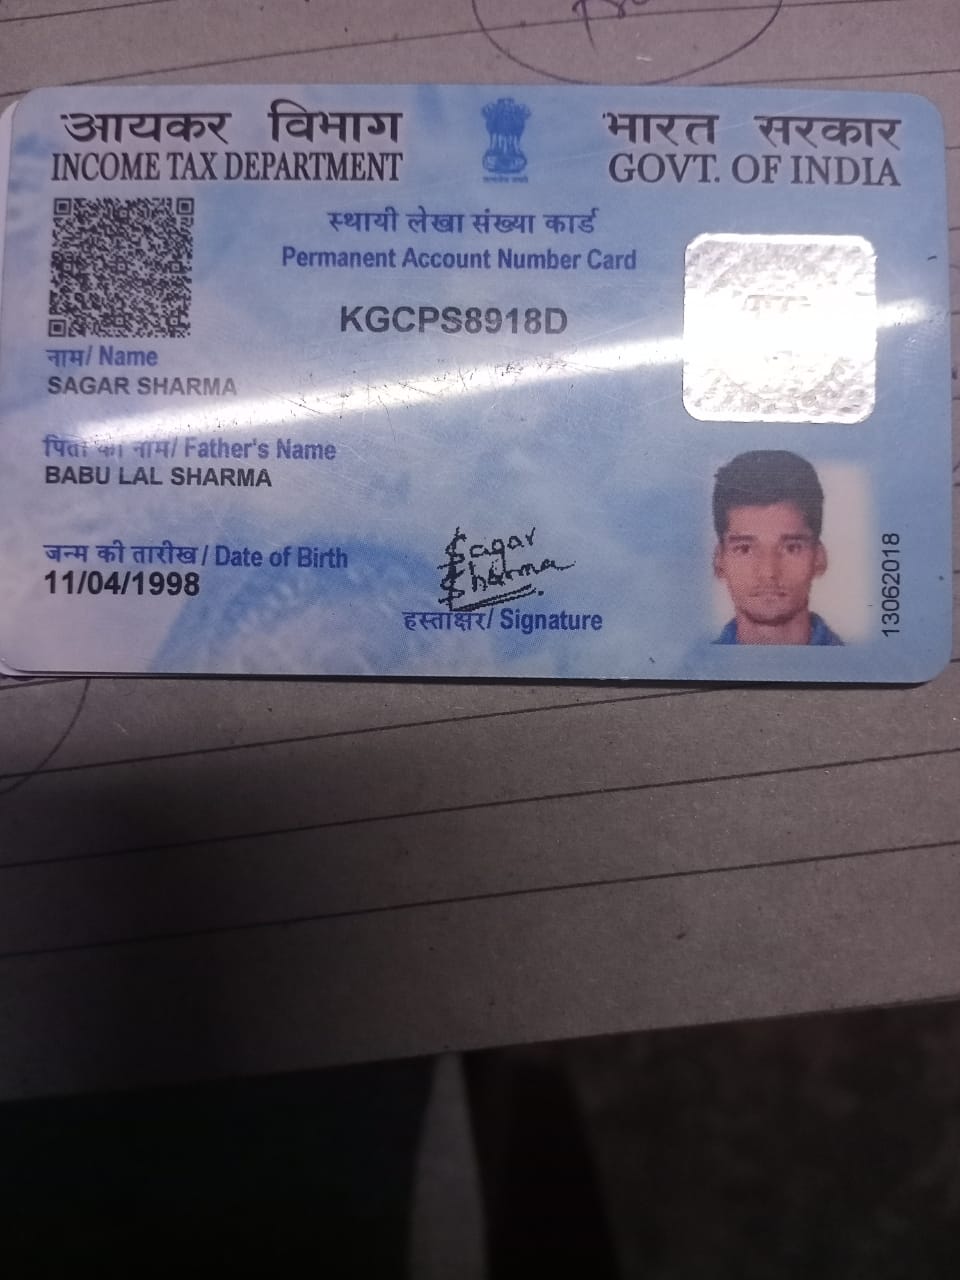 आयकर विभाग
INCOME TAX DEPARTMENT
भारत सरकार
GOVT. OF INDIA
स्थायी लेखा संख्या कार्ड
Permanent Account Number Card
KGCPS8918D
नाम/ Name
SAGAR SHARMA
पिता का नाम/ Father's Name
BABU LAL SHARMA
जन्म की तारीख / Date of Birth
11/04/1998
Sagar
Sharma
हस्ताक्षर/ Signature
13062018